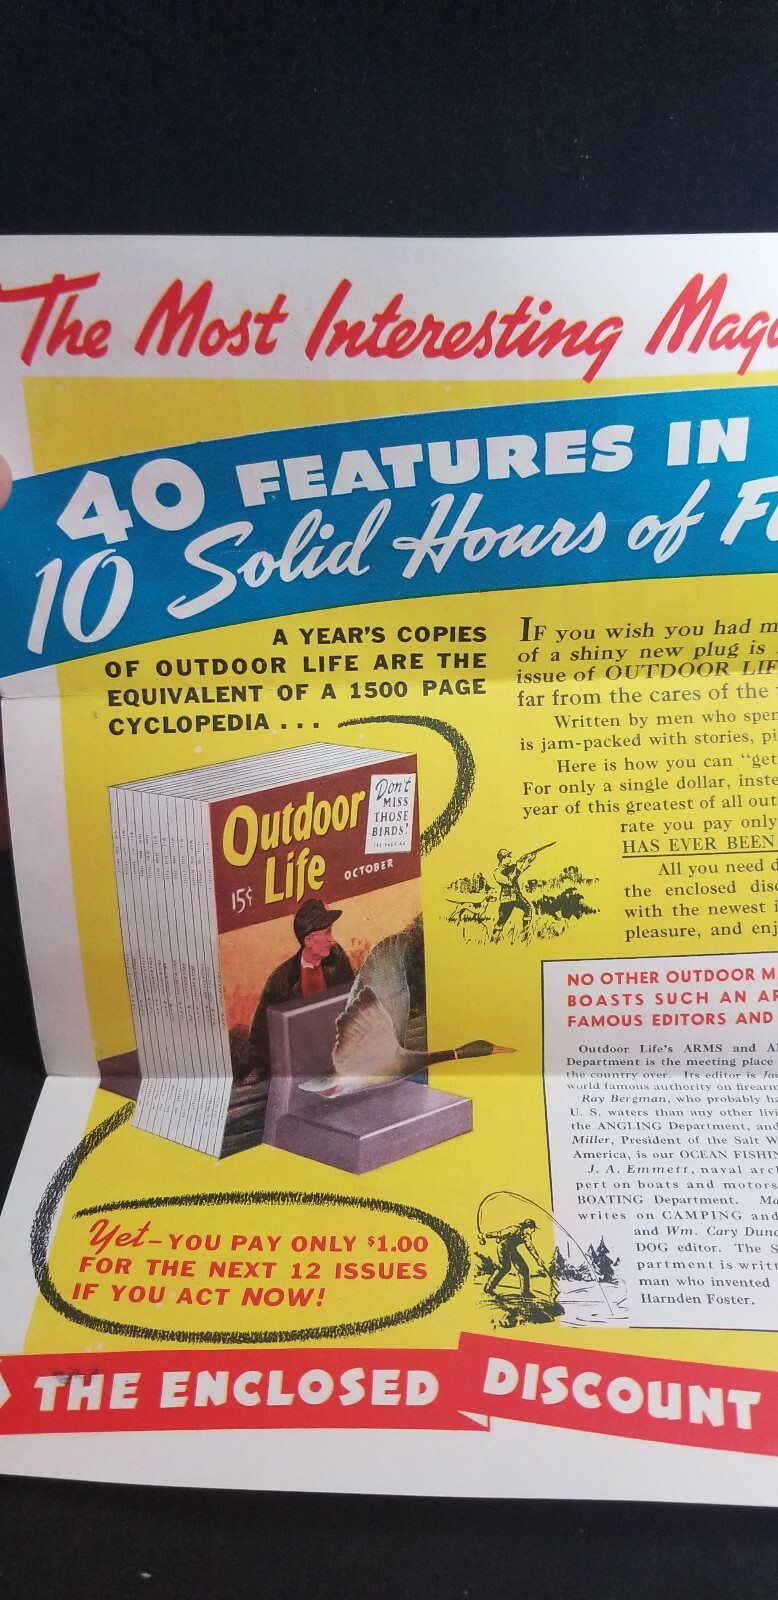 The Most Interesting Mag
40 FEATURES IN
10 Solid Hours of F
A YEAR'S COPIES
OF OUTDOOR LIFE ARE THE
EQUIVALENT OF A 1500 PAGE
CYCLOPEDIA . . .
Outdoor
Life
15¢
OCTOBER
Don't
MISS
THOSE
BIRDS!
IF you wish you had m
of a shiny new plug is
issue of OUTDOOR LIF
far from the cares of the
Written by men who spen
is jam-packed with stories, pi
Here is how you can "get
For only a single dollar, inste
year of this greatest of all out
rate you pay only
HAS EVER BEEN
All you need d
the enclosed disc
with the newest i
pleasure, and enj
NO OTHER OUTDOOR MA
BOASTS SUCH AN AR
FAMOUS EDITORS AND
Outdoor Life's ARMS and A
Department is the meeting place
the country over. Its editor is Ja
world famous authority on firearm
Ray Bergman, who probably ha
U. S. waters than any other livi
the ANGLING Department, and
Miller, President of the Salt W
America, is our OCEAN FISHIN
J. A. Emmett, naval arc
pert on boats and motors
BOATING Department. Ma
writes on CAMPING and
and Wm. Cary Dunc
DOG editor. The S
partment is writt
man who invented
Harnden Foster.
Yet—YOU PAY ONLY $1.00
FOR THE NEXT 12 ISSUES
IF YOU ACT NOW!
THE ENCLOSED DISCOUNT